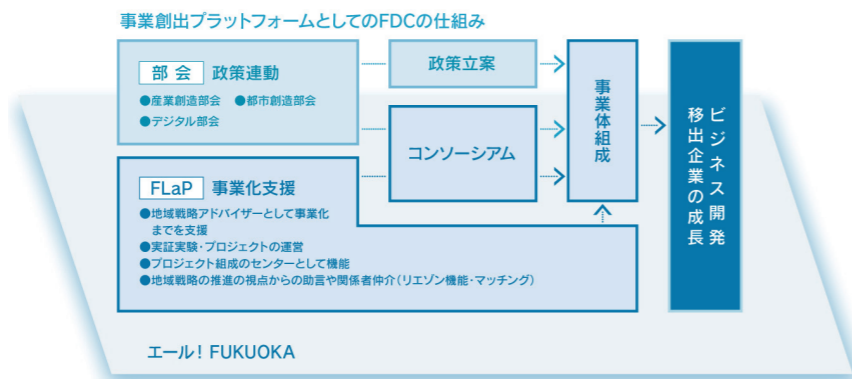 事業創出プラットフォームとしてのFDCの仕組み
部 会 政策連動
●産業創造部会 ●都市創造部会
●デジタル部会
政策立案
コンソーシアム
事業体組成
ビジネス開発
移出企業の成長
FLaP 事業化支援
●地域戦略アドバイザーとして事業化
までを支援
●実証実験・プロジェクトの運営
●プロジェクト組成のセンターとして機能
●地域戦略の推進の視点からの助言や関係者仲介(リエゾン機能・マッチング)
エール! FUKUOKA